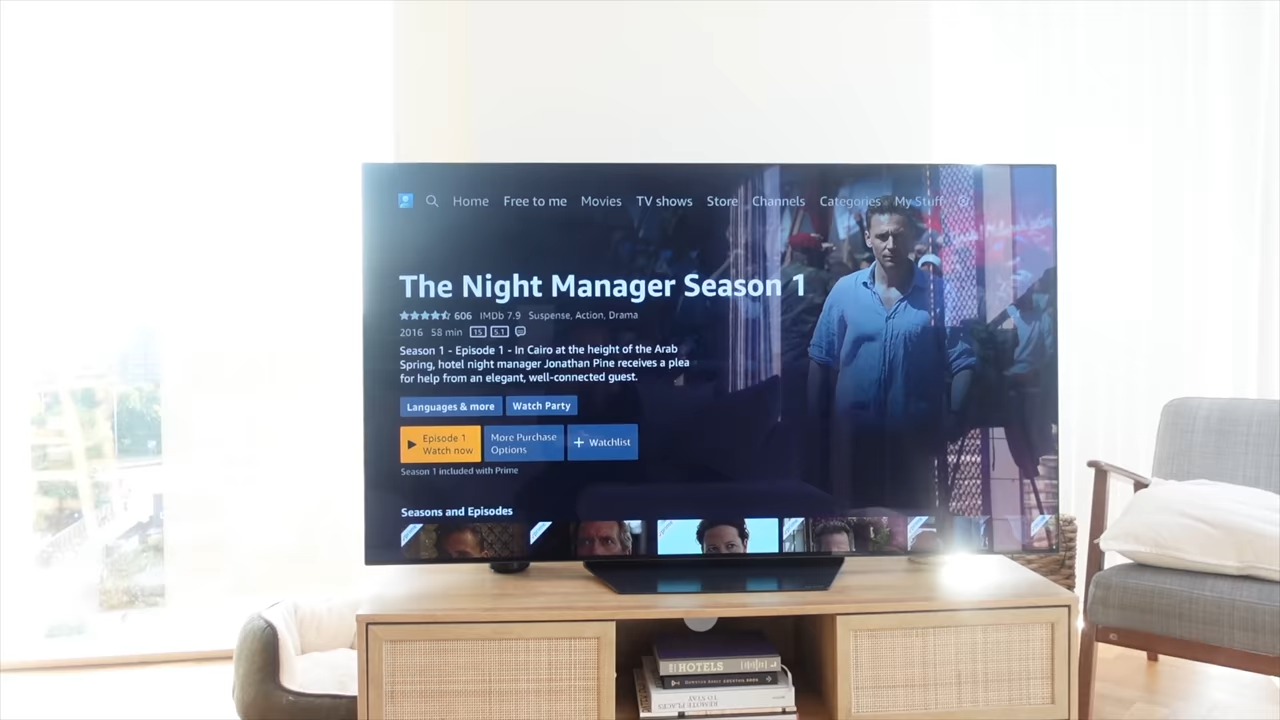 Home Free to me Movies TV shows Store Channels Categories My Stuff
The Night Manager Season 1
606 IMDb 7.9 Suspense, Action, Drama
2016 58 min 15 5.1
Season 1 - Episode 1 - In Cairo at the height of the Arab
Spring, hotel night manager Jonathan Pine receives a plea
for help from an elegant, well-connected guest.
Languages & more Watch Party
Episode 1
Watch now
More Purchase
Options
Watchlist
Season 1 included with Prime
Seasons and Episodes
HOTELS
REMOTE PLACES
TO STAY